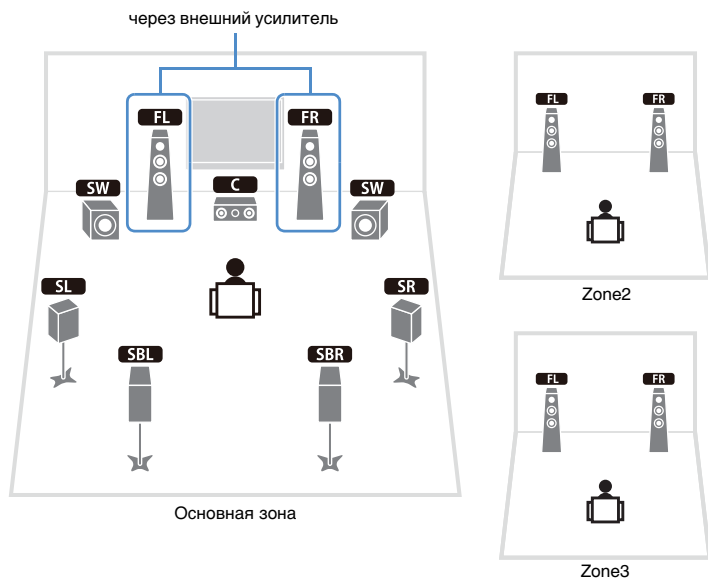 через внешний усилитель
FL FR
SW C SW
SL SR
SBL SBR
Основная зона
FL FR
Zone2
FL FR
Zone3